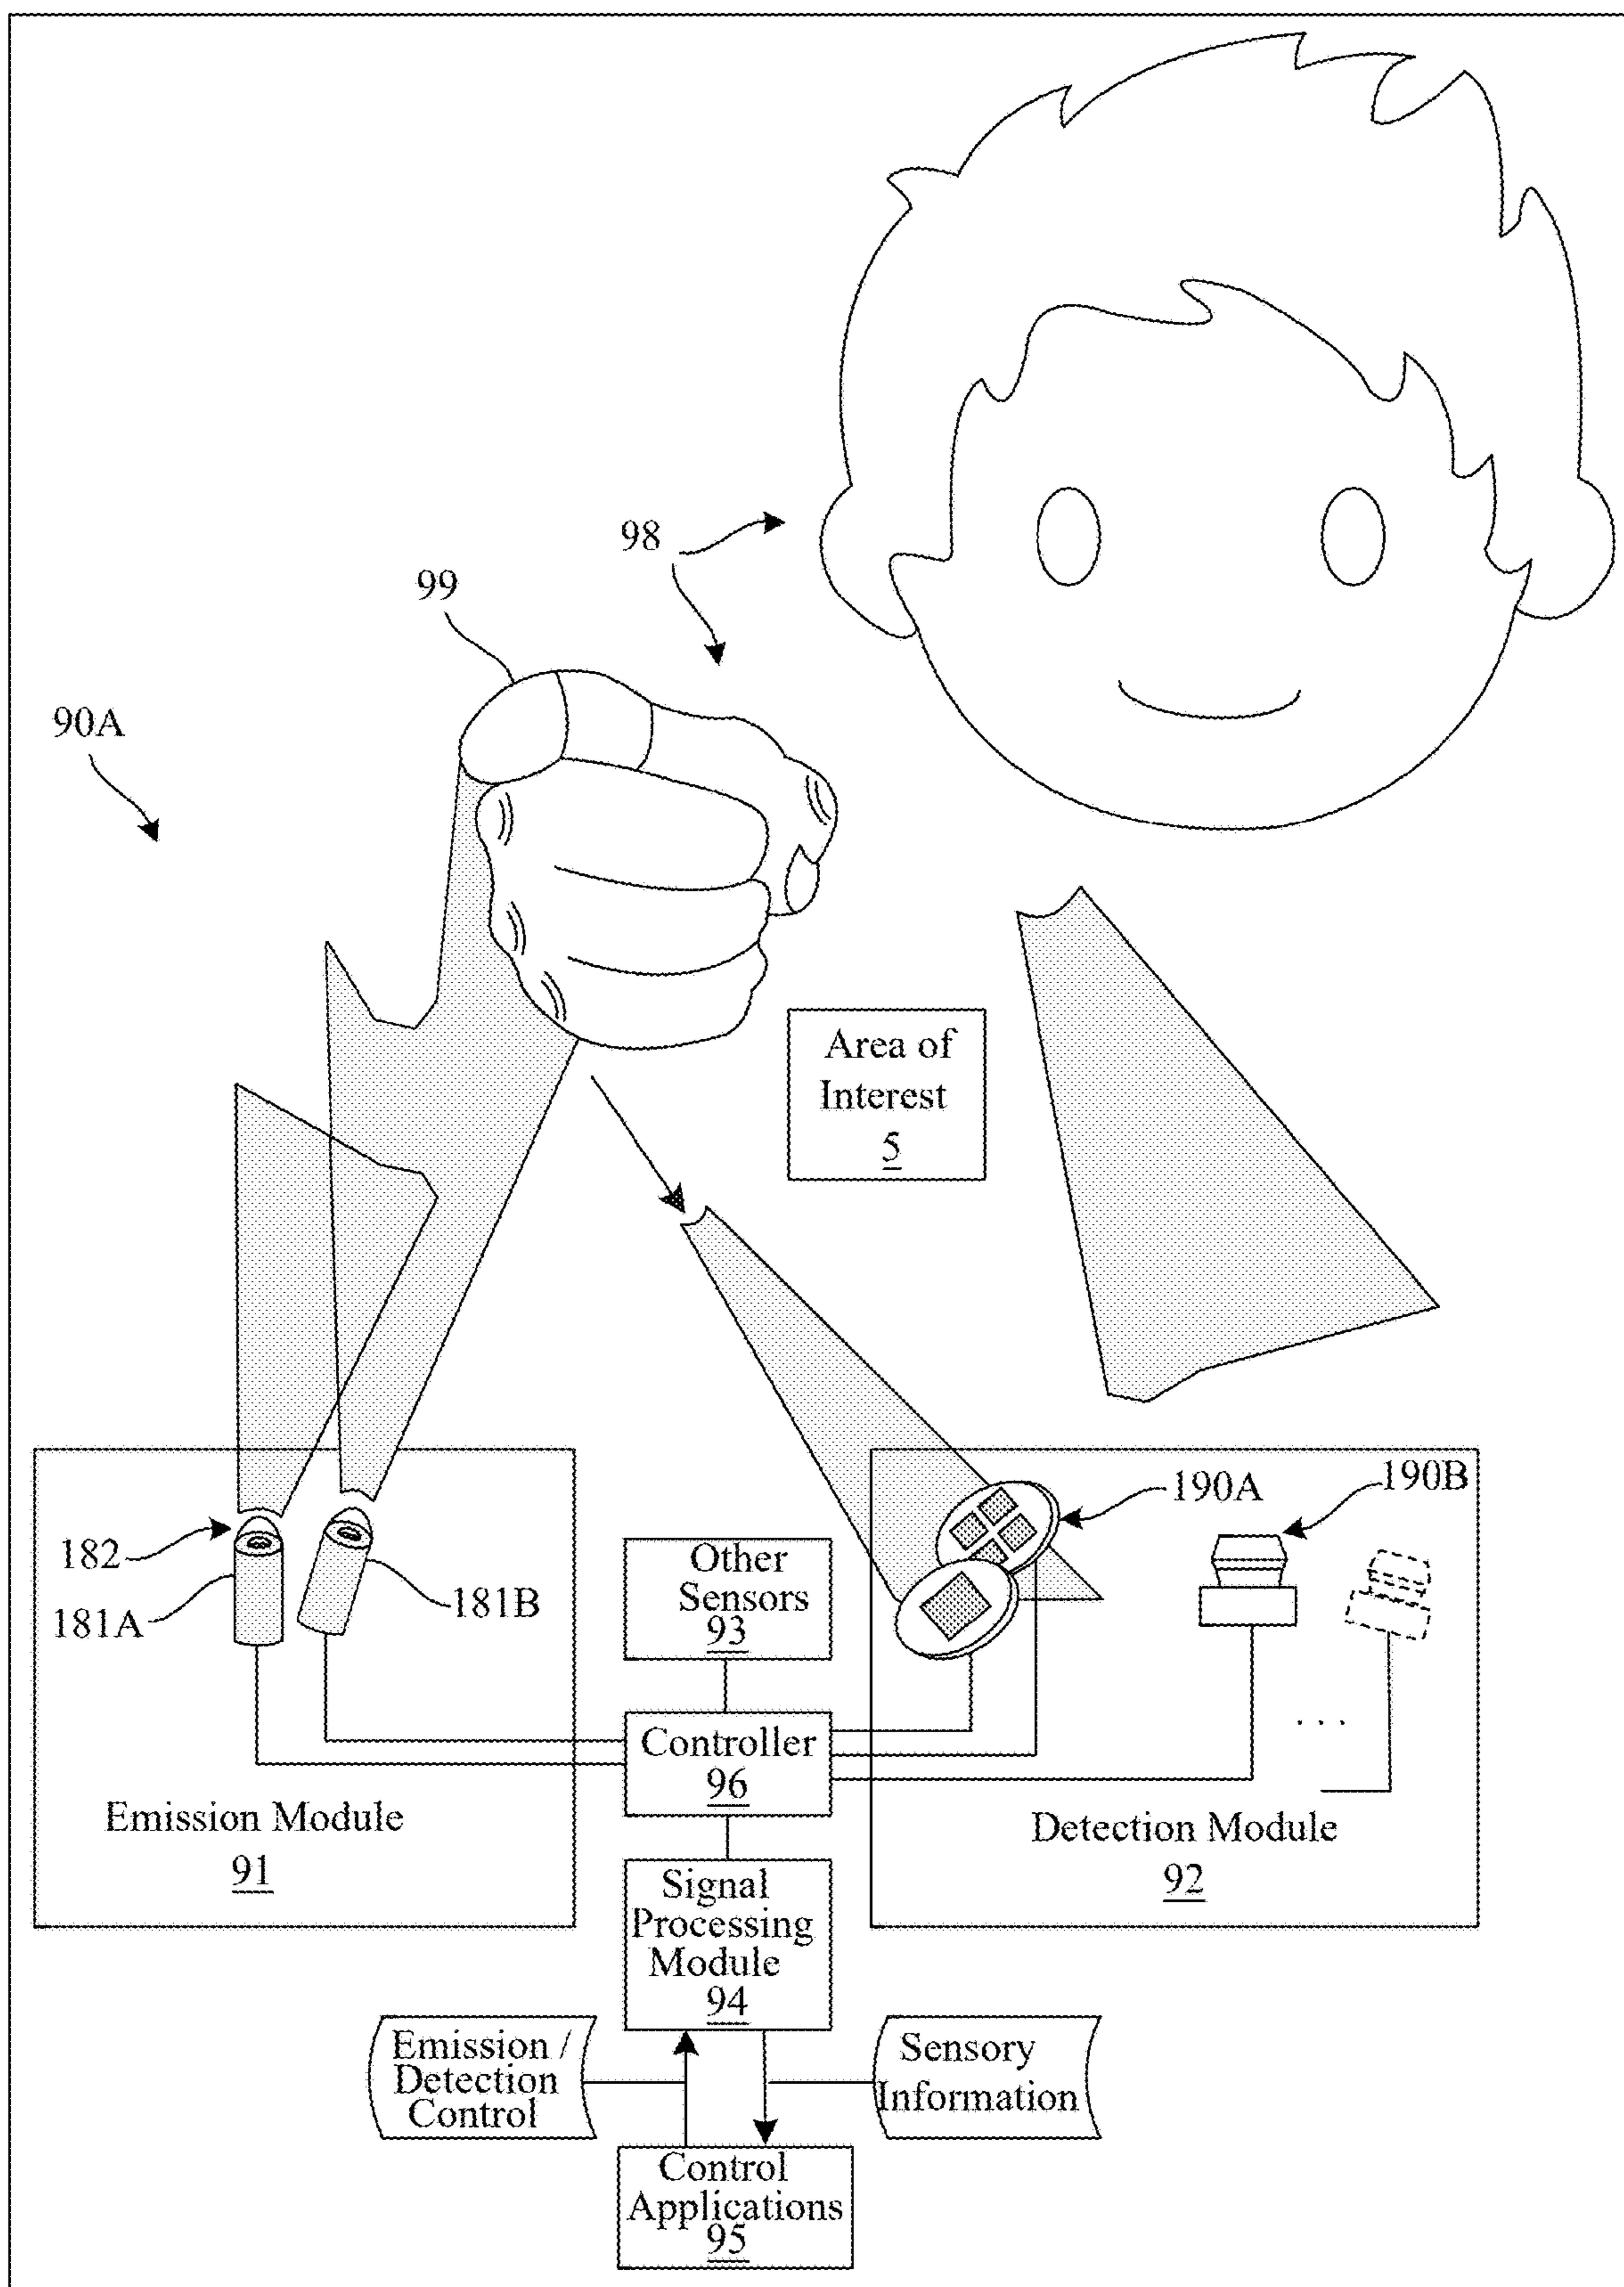 98
99
90A
Area of
Interest
5
190A
190B
182
181A
181B
Other
Sensors
93
Controller
96
Emission Module
91
Detection Module
92
. . .
Signal
Processing
Module
94
Emission /
Detection
Control
Sensory
Information
Control
Applications
95